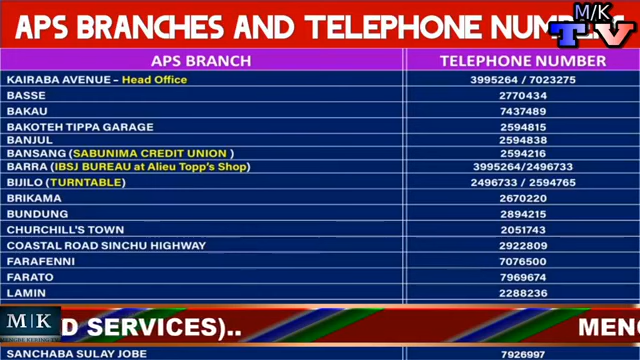 APS BRANCHES AND TELEPHONE NUMBERS
M/K
TV
APS BRANCH TELEPHONE NUMBER
KAIRABA AVENUE – Head Office 3995264 / 7023275
BASSE 2770434
BAKAU 7437489
BAKOTEH TIPPA GARAGE 2594815
BANJUL 2594838
BANSANG (SABUNIMA CREDIT UNION ) 2594216
BARRA (IBSJ BUREAU at Alieu Topp's Shop) 3995264/2496733
BIJILO (TURNTABLE) 2496733 / 2594765
BRIKAMA 2670220
BUNDUNG 2894215
CHURCHILL'S TOWN 2051743
COASTAL ROAD SINCHU HIGHWAY 2922809
FARAFENNI 7076500
FARATO 7969674
LAMIN 2288236
M|K D SERVICES).. MENG
SANCHABA SULAY JOBE 7926997